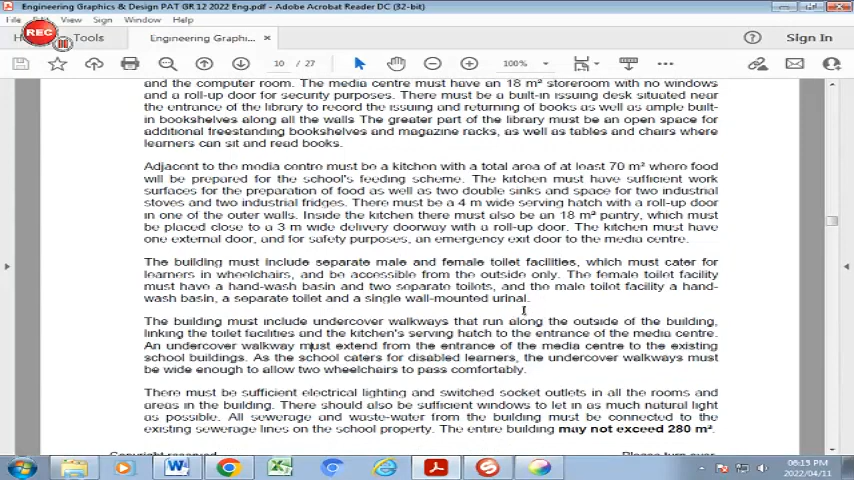 Engineering Graphics & Design PAT GR 12 2022 Eng.pdf - Adobe Acrobat Reader DC (32-bit)
View Sign Window Help
REC
Tools Engineering Graphi... × Sign In
10 / 27 100%
and the computer room. The media centre must have an 18 m² storeroom with no windows
and a roll-up door for security purposes. There must be a built-in issuing desk situated near
the entrance of the library to record the issuing and returning of books as well as ample built-
in bookshelves along all the walls The greater part of the library must be an open space for
additional freestanding bookshelves and magazine racks, as well as tables and chairs where
learners can sit and read books.
Adjacent to the media centre must be a kitchen with a total area of at least 70 m² where food
will be prepared for the school's feeding scheme. The kitchen must have sufficient work
surfaces for the preparation of food as well as two double sinks and space for two industrial
stoves and two industrial fridges. There must be a 4 m wide serving hatch with a roll-up door
in one of the outer walls. Inside the kitchen there must also be an 18 m² pantry, which must
be placed close to a 3 m wide delivery doorway with a roll-up door. The kitchen must have
one external door, and for safety purposes, an emergency exit door to the media centre.
The building must include separate male and female toilet facilities, which must cater for
learners in wheelchairs, and be accessible from the outside only. The female toilet facility
must have a hand-wash basin and two separate toilets, and the male toilet facility a hand-
wash basin, a separate toilet and a single wall-mounted urinal.
The building must include undercover walkways that run along the outside of the building,
linking the toilet facilities and the kitchen's serving hatch to the entrance of the media centre.
An undercover walkway must extend from the entrance of the media centre to the existing
school buildings. As the school caters for disabled learners, the undercover walkways must
be wide enough to allow two wheelchairs to pass comfortably.
There must be sufficient electrical lighting and switched socket outlets in all the rooms and
areas in the building. There should also be sufficient windows to let in as much natural light
as possible. All sewerage and waste-water from the building must be connected to the
existing sewerage lines on the school property. The entire building may not exceed 280 m².
Copyright reserved Please turn over
06:15 PM
2022/04/11